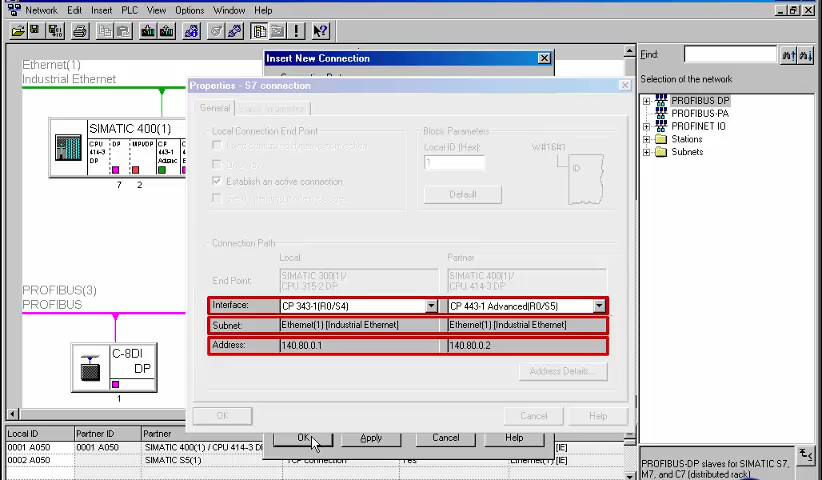 Network Edit Insert PLC View Options Window Help
Ethernet(1)
Industrial Ethernet
SIMATIC 400(1)
CPU
416-3
DP
DP
MPI/DP
CP
443-1
7 2
PROFIBUS(3)
PROFIBUS
C-8DI
DP
1
Insert New Connection
Properties - S7 connection
General
Local Connection End Point
Establish an active connection
Block Parameters
Local ID (Hex):
1
W#16#1
ID
Default
Connection Path
Local Partner
End Point: SIMATIC 300(1)/ SIMATIC 400(1)/
CPU 315-2 DP CPU 414-3 DP
Interface: CP 343-1(R0/S4) CP 443-1 Advanced(R0/S5)
Subnet: Ethernet(1) [Industrial Ethernet] Ethernet(1) [Industrial Ethernet]
Address: 140.80.0.1 140.80.0.2
Address Details...
OK Cancel Help
OK Apply Cancel Help
Find:
Selection of the network
PROFIBUS DP
PROFIBUS-PA
PROFINET IO
Stations
Subnets
Local ID Partner ID Partner
0001 A050 0001 A050 SIMATIC 400(1) / CPU 414-3 D [IE]
0002 A050 SIMATIC S5(1) TCP connection Yes Ethernet(1) [IE]
PROFIBUS-DP slaves for SIMATIC S7,
M7, and C7 (distributed rack)